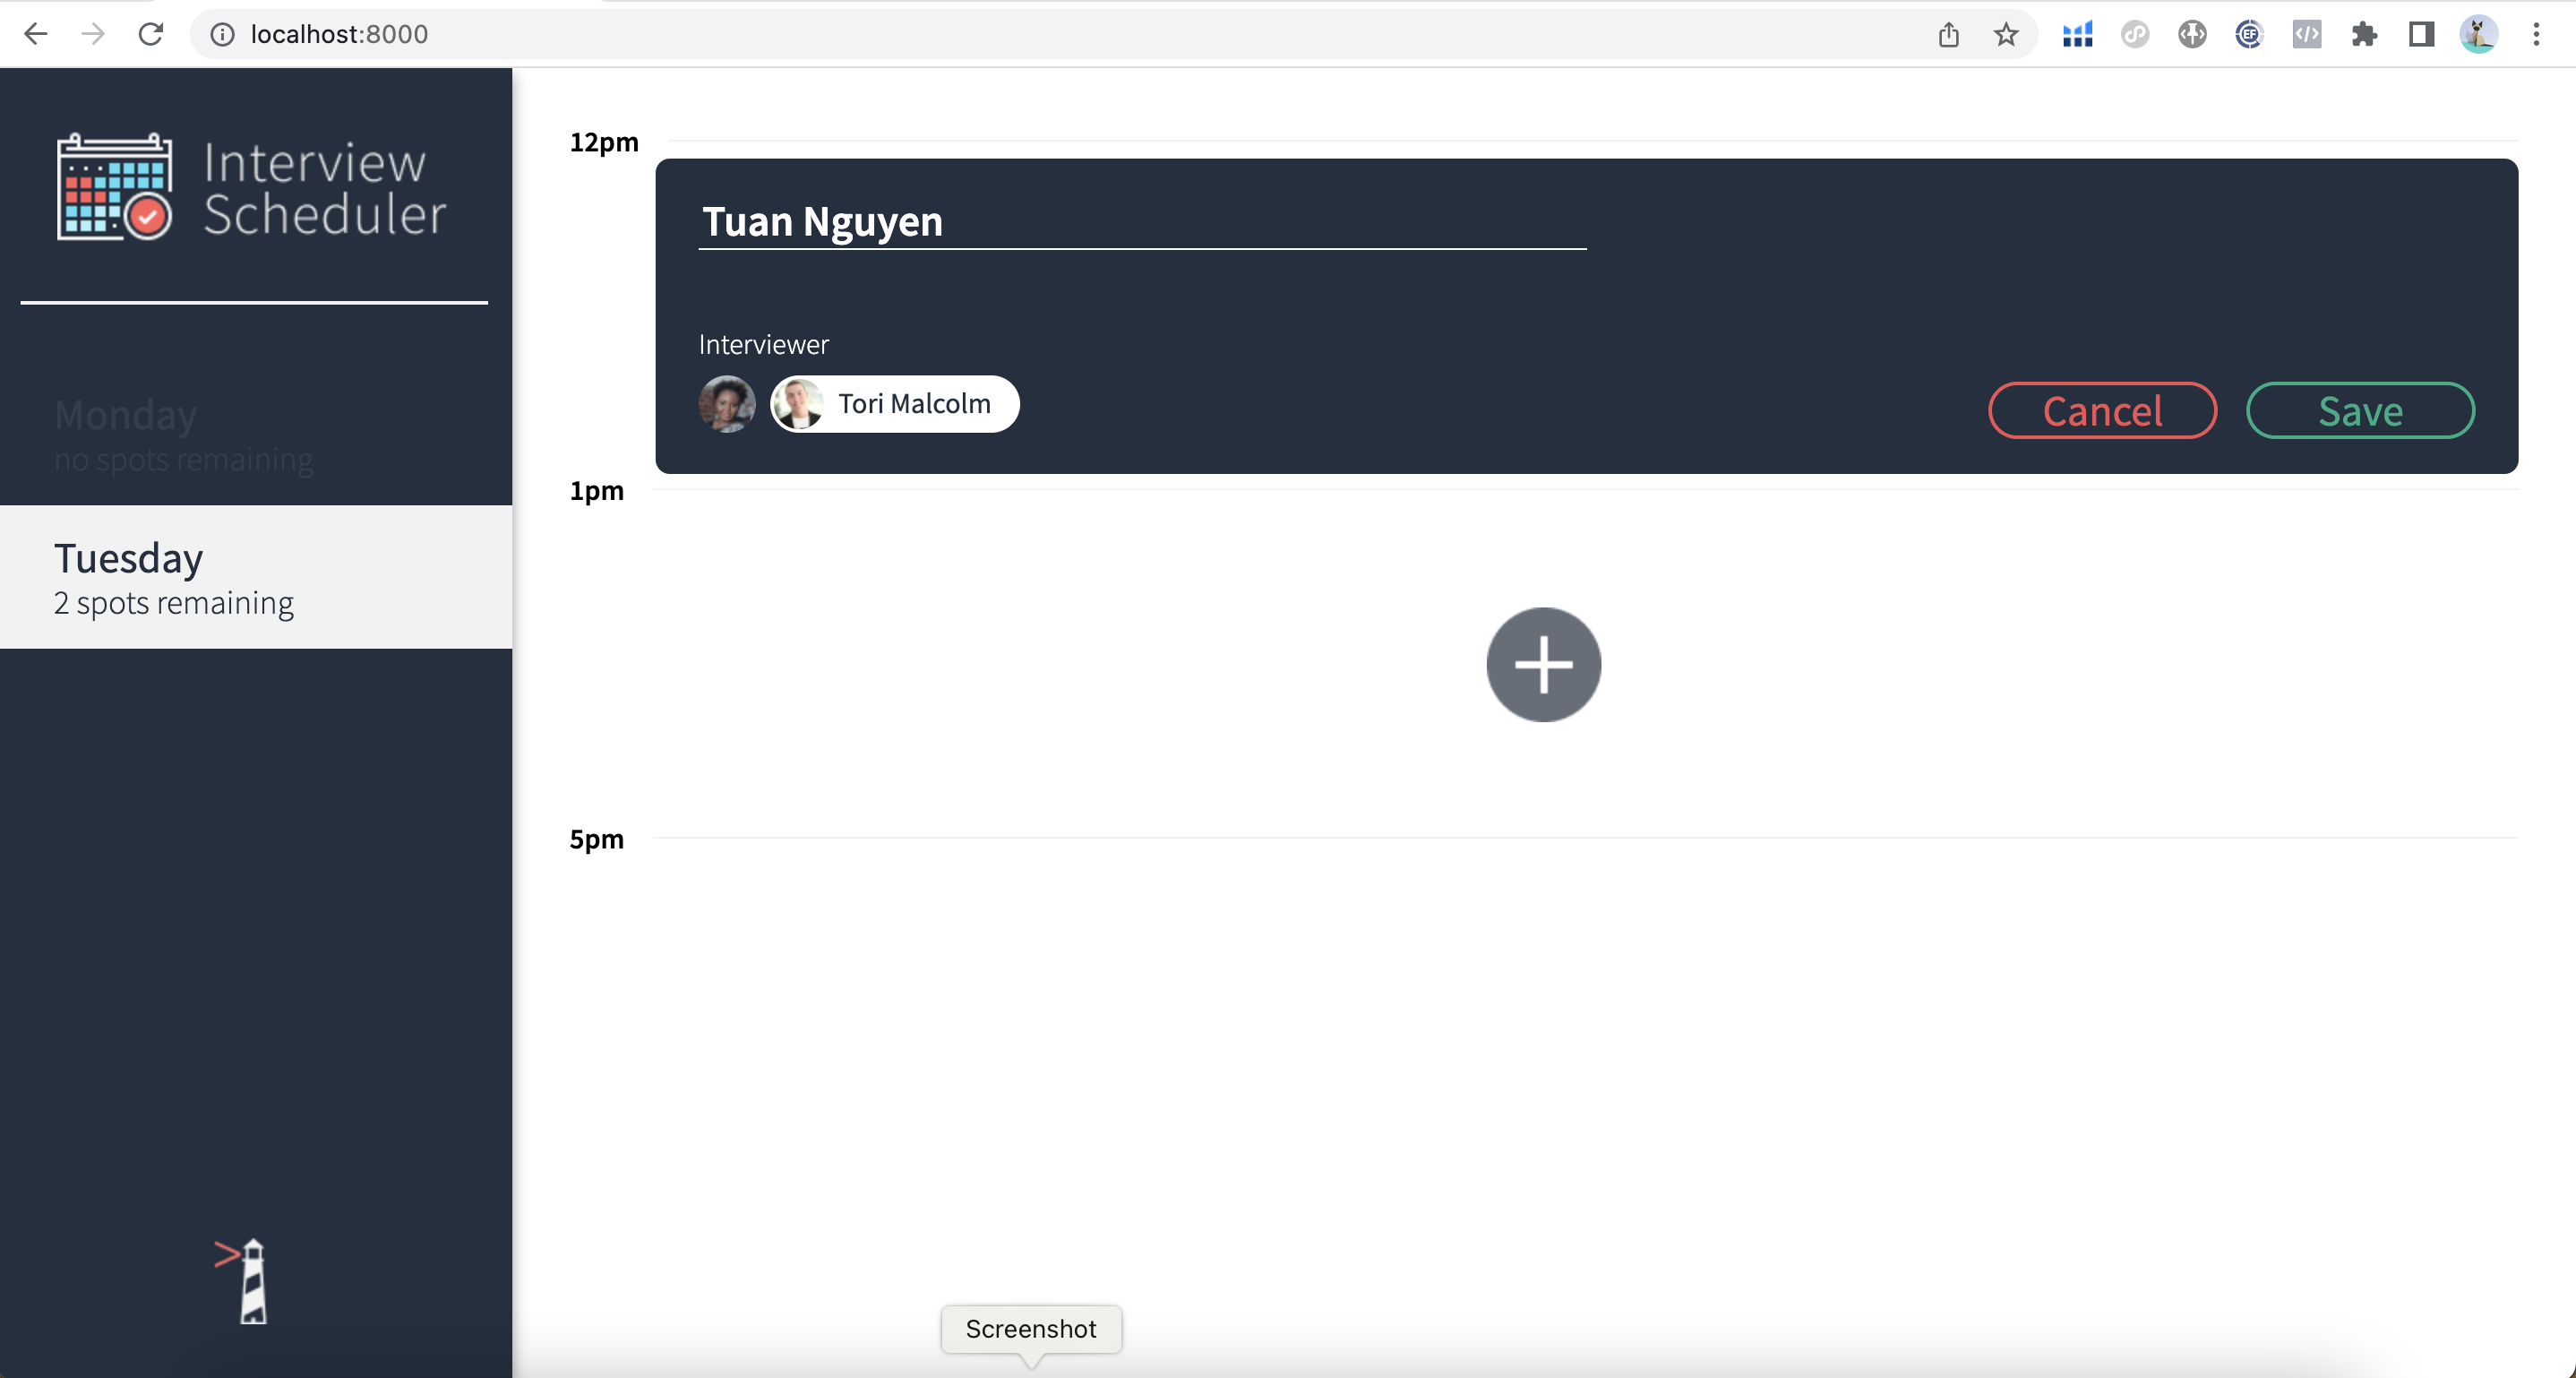 localhost:8000
Interview
Scheduler
Monday
no spots remaining
Tuesday
2 spots remaining
12pm
Tuan Nguyen
Interviewer
Tori Malcolm
Cancel
Save
1pm
5pm
Screenshot